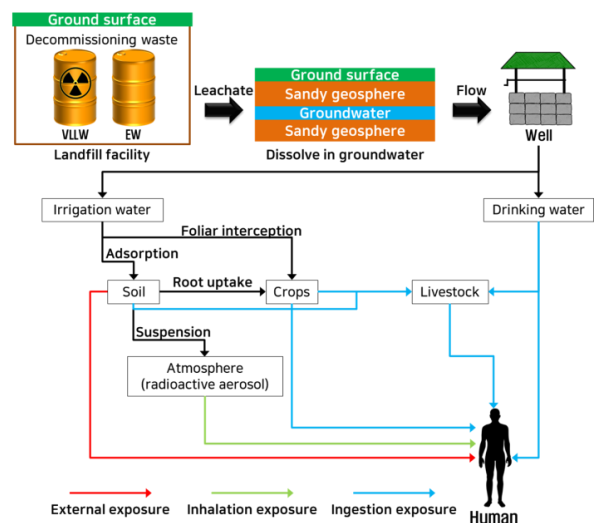 Ground surface
Decommissioning waste
VLLW
EW
Landfill facility
Leachate
Ground surface
Sandy geosphere
Groundwater
Sandy geosphere
Dissolve in groundwater
Flow
Well
Irrigation water
Drinking water
Foliar interception
Adsorption
Soil
Root uptake
Crops
Livestock
Suspension
Atmosphere
(radioactive aerosol)
External exposure
Inhalation exposure
Ingestion exposure
Human